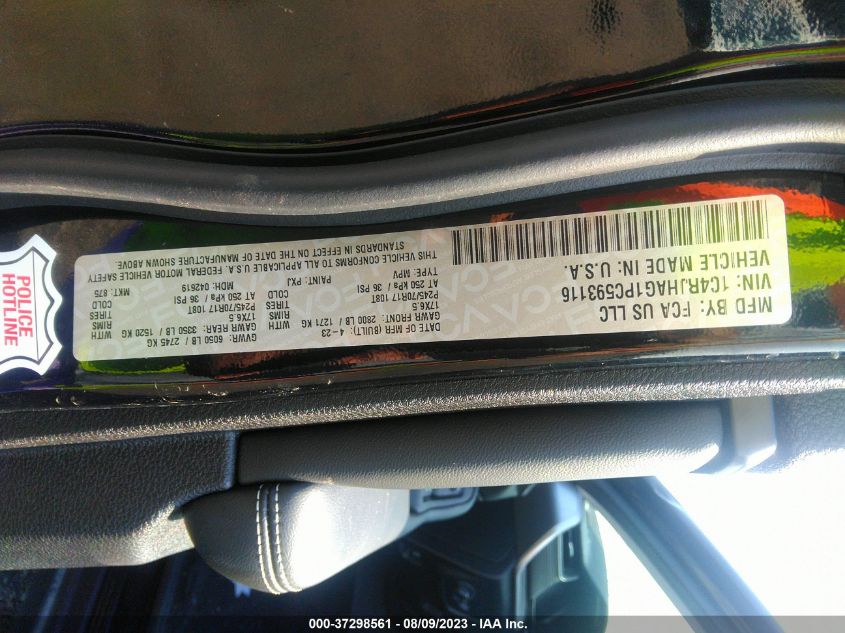 MFD BY: FCA US LLC
VIN: 1C4RJHAG1PC593116
VEHICLE MADE IN: U.S.A.
DATE OF MFR (BUILT): 4-23
GVWR: 6050 LB / 2745 KG
GAWR FRONT: 2800 LB / 1271 KG
GAWR REAR: 3350 LB / 1520 KG
WITH
17X6.5
RIMS
17X6.5
RIMS
P245/70R17 108T
TIRES
P245/70R17 108T
TIRES
AT 250 kPa / 36 PSI
COLD
AT 250 kPa / 36 PSI
COLD
TYPE: MPV
PAINT: PXJ
MDH: 042619
MKT: 875
THIS VEHICLE CONFORMS TO ALL APPLICABLE U.S.A. FEDERAL MOTOR VEHICLE SAFETY
STANDARDS IN EFFECT ON THE DATE OF MANUFACTURE SHOWN ABOVE.
POLICE
HOTLINE
000-37298561 - 08/09/2023 - IAA Inc.